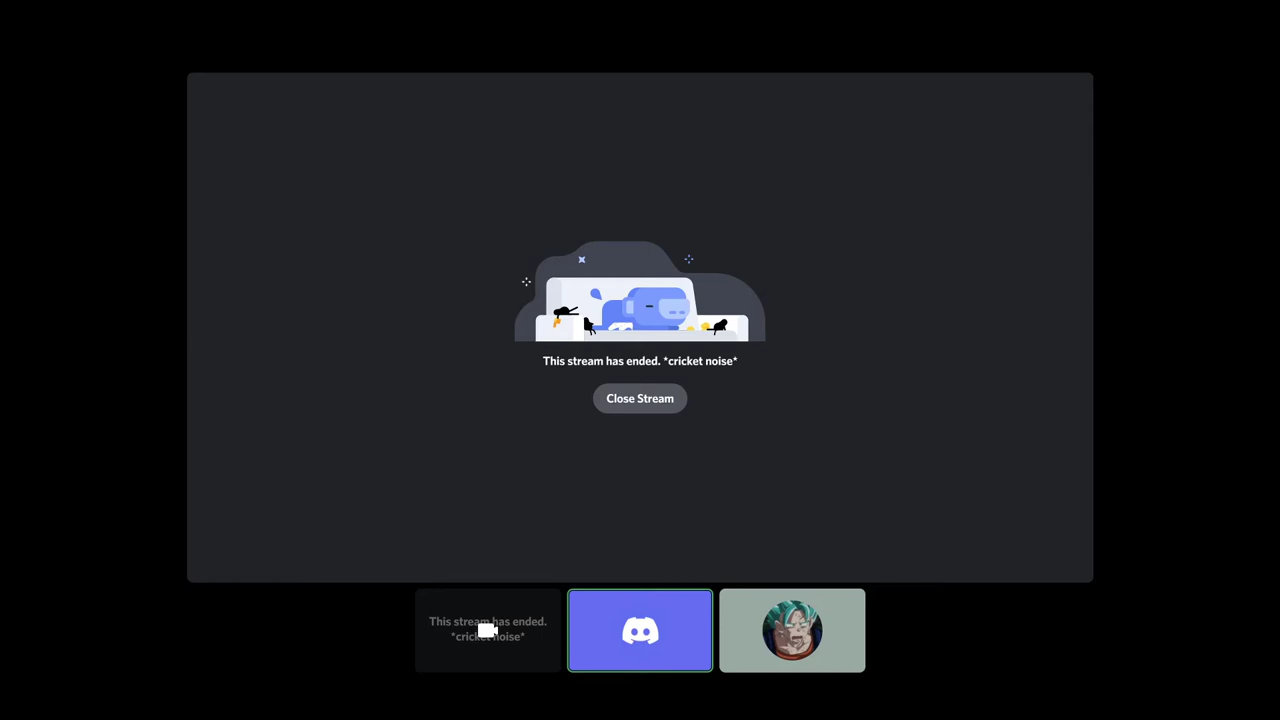 This stream has ended. *cricket noise*
Close Stream
This stream has ended.
*cricket noise*